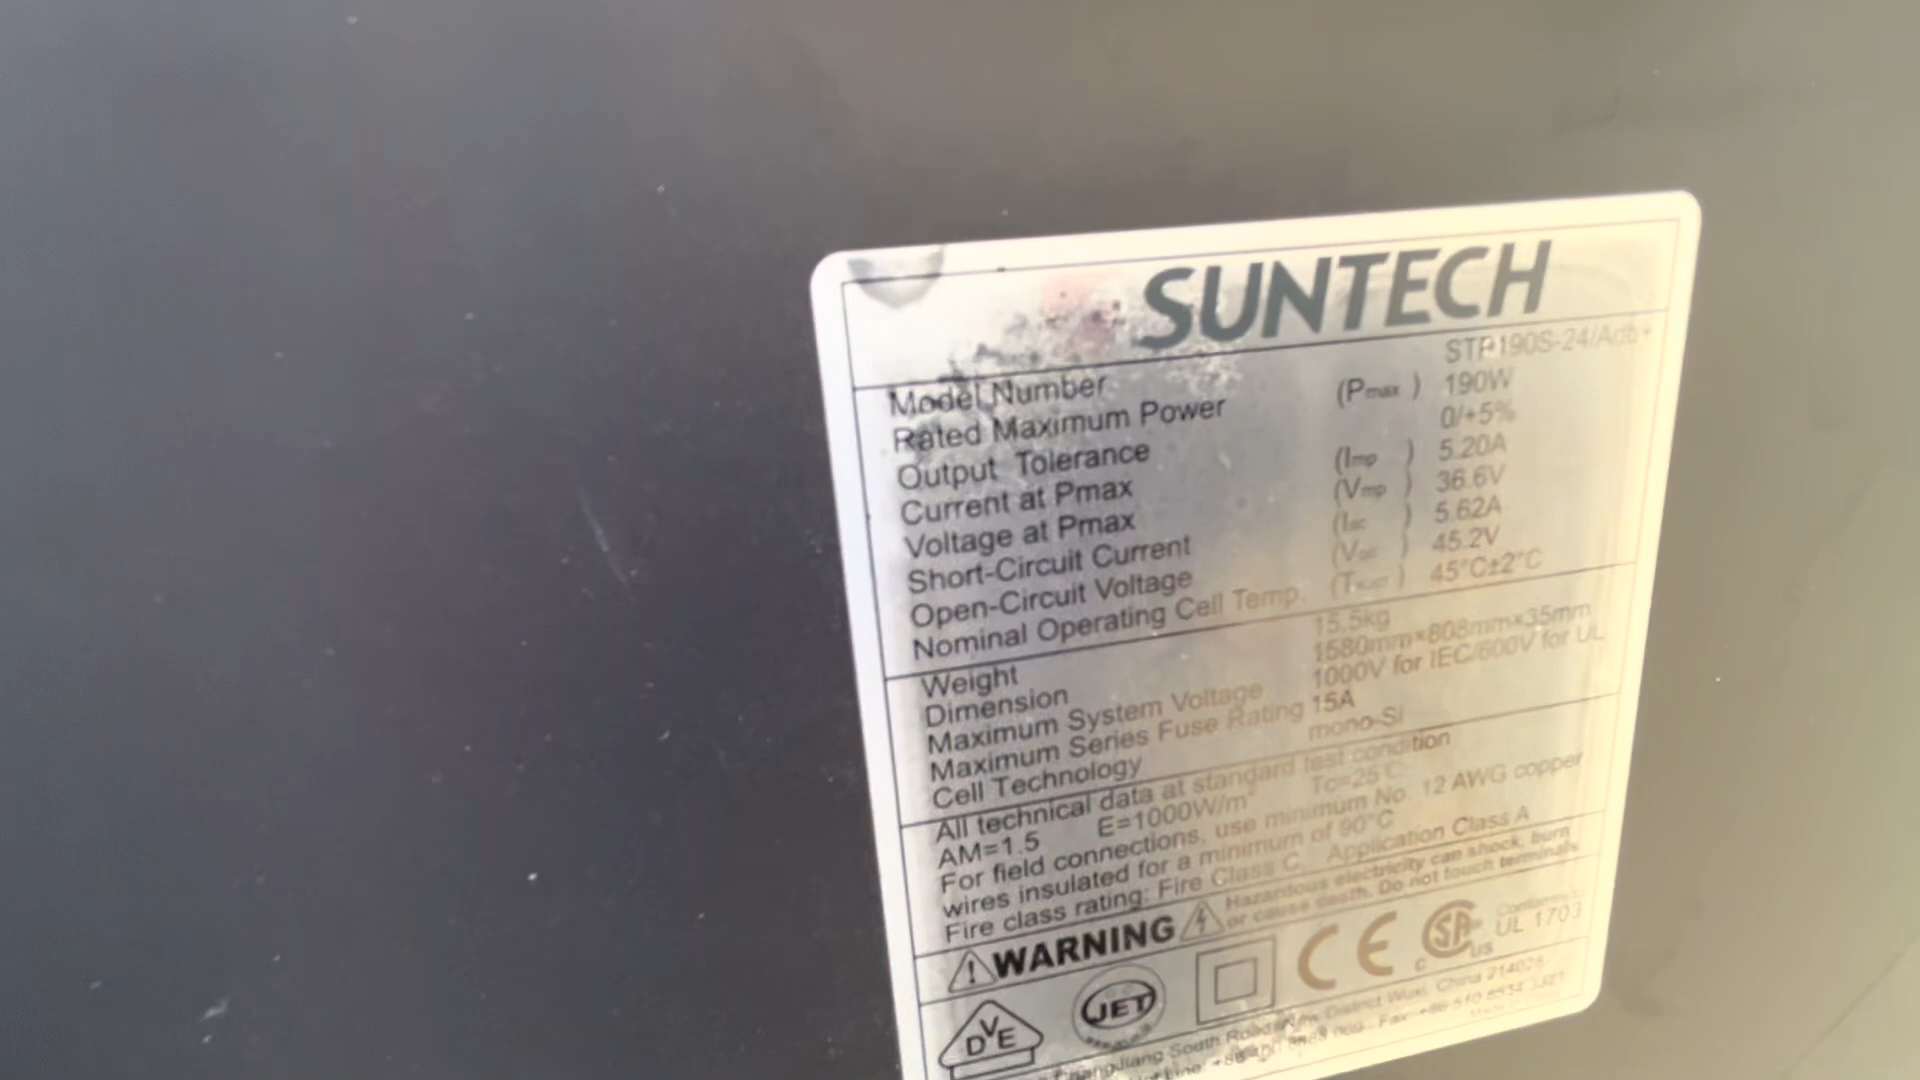 SUNTECH
Model Number STP190S-24/Adb+
Rated Maximum Power (Pmax) 190W
Output Tolerance 0/+5%
Current at Pmax (Imp) 5.20A
Voltage at Pmax (Vmp) 36.6V
Short-Circuit Current (Isc) 5.62A
Open-Circuit Voltage (Voc) 45.2V
Nominal Operating Cell Temp. 45°C±2°C
Weight 15.5kg
Dimension 1580mm×808mm×35mm
Maximum System Voltage 1000V for IEC/600V for UL
Maximum Series Fuse Rating 15A
Cell Technology mono-Si
All technical data at standard test condition
AM=1.5 E=1000W/m² Tc=25°C
For field connections, use minimum No. 12 AWG copper
wires insulated for a minimum of 90°C
Fire class rating: Fire Class C, Application Class A
WARNING Hazardous electricity can shock, burn
or cause death. Do not touch terminals
DVE JET CE C SA US UL 1703
South Road New District Wuxi, China 214028